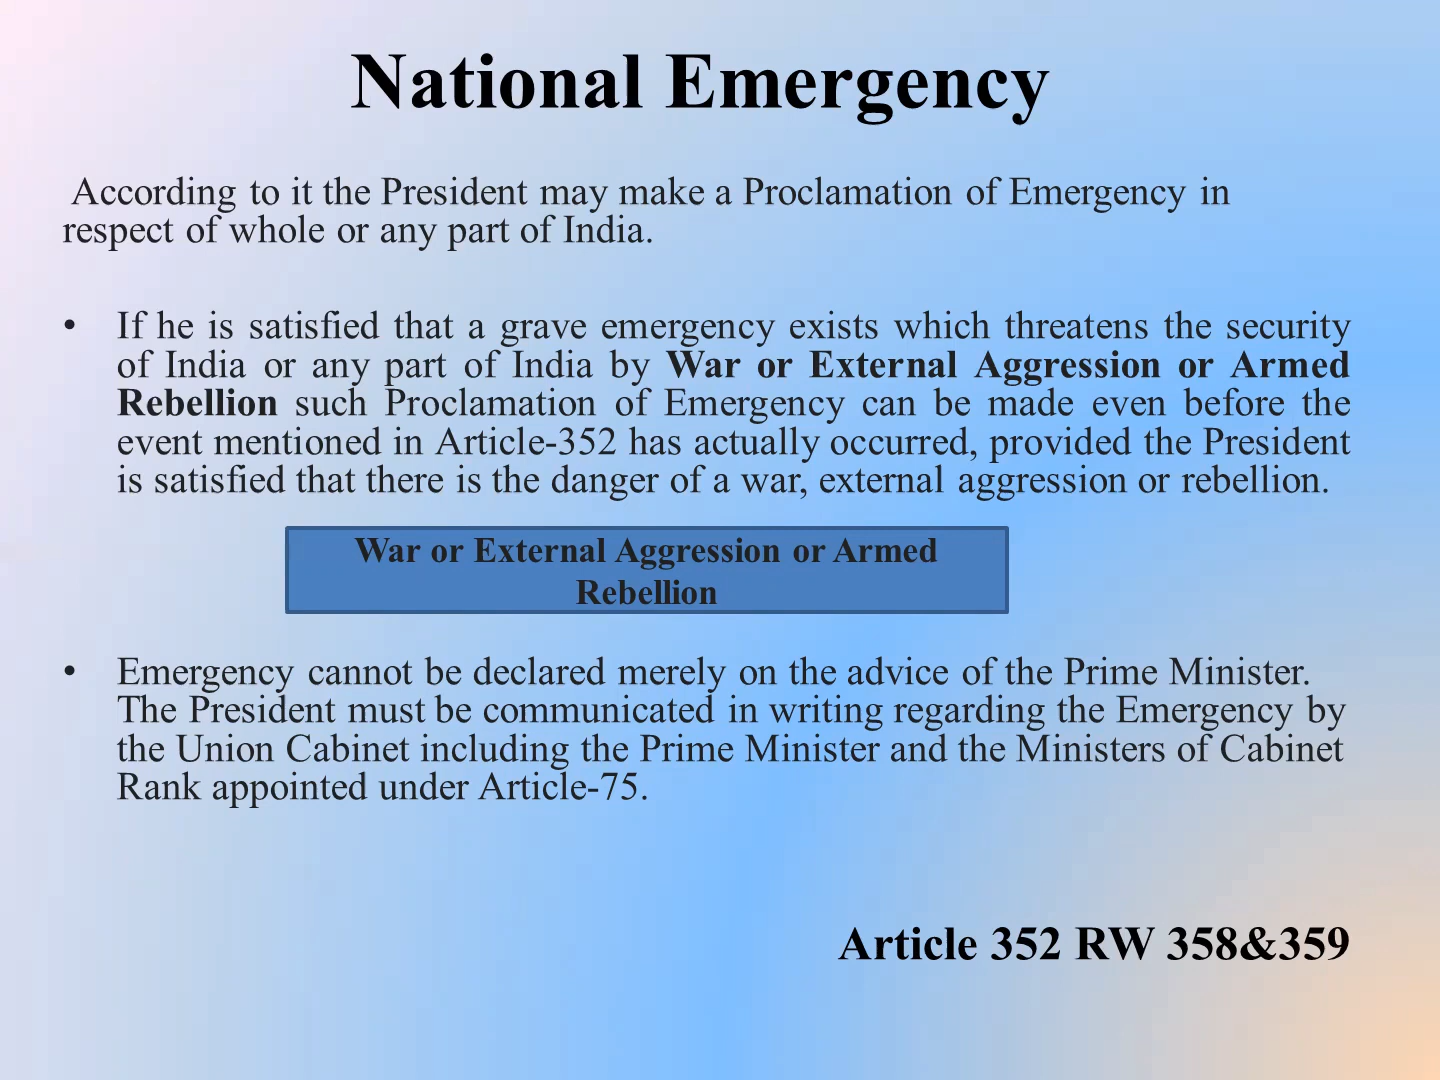 National Emergency
According to it the President may make a Proclamation of Emergency in
respect of whole or any part of India.
• If he is satisfied that a grave emergency exists which threatens the security
of India or any part of India by War or External Aggression or Armed
Rebellion such Proclamation of Emergency can be made even before the
event mentioned in Article-352 has actually occurred, provided the President
is satisfied that there is the danger of a war, external aggression or rebellion.
War or External Aggression or Armed
Rebellion
• Emergency cannot be declared merely on the advice of the Prime Minister.
The President must be communicated in writing regarding the Emergency by
the Union Cabinet including the Prime Minister and the Ministers of Cabinet
Rank appointed under Article-75.
Article 352 RW 358&359